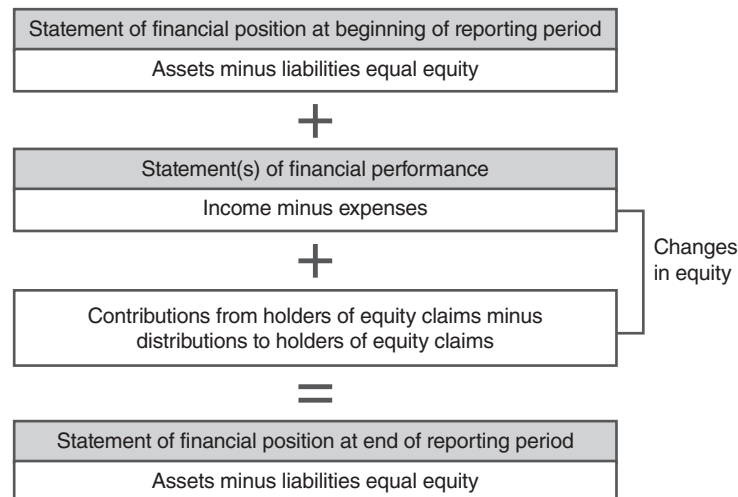 Statement of financial position at beginning of reporting period
Assets minus liabilities equal equity
+
Statement(s) of financial performance
Income minus expenses
+
Changes
in equity
Contributions from holders of equity claims minus
distributions to holders of equity claims
=
Statement of financial position at end of reporting period
Assets minus liabilities equal equity